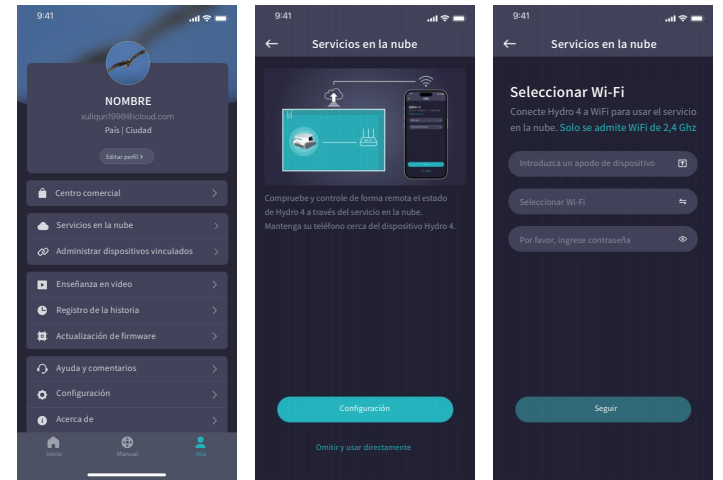 9:41
NOMBRE
xuliqun1998@icloud.com
País | Ciudad
Editar perfil >
Centro comercial
Servicios en la nube
Administrar dispositivos vinculados
Enseñanza en video
Registro de la historia
Actualización de firmware
Ayuda y comentarios
Configuración
Acerca de
Inicio
Manual
Mía
9:41
Servicios en la nube
Compruebe y controle de forma remota el estado
de Hydro 4 a través del servicio en la nube.
Mantenga su teléfono cerca del dispositivo Hydro 4.
Configuración
Omitir y usar directamente
9:41
Servicios en la nube
Seleccionar Wi-Fi
Conecte Hydro 4 a WiFi para usar el servicio
en la nube. Solo se admite WiFi de 2,4 Ghz
Introduzca un apodo de dispositivo
Seleccionar Wi-Fi
Por favor, ingrese contraseña
Seguir